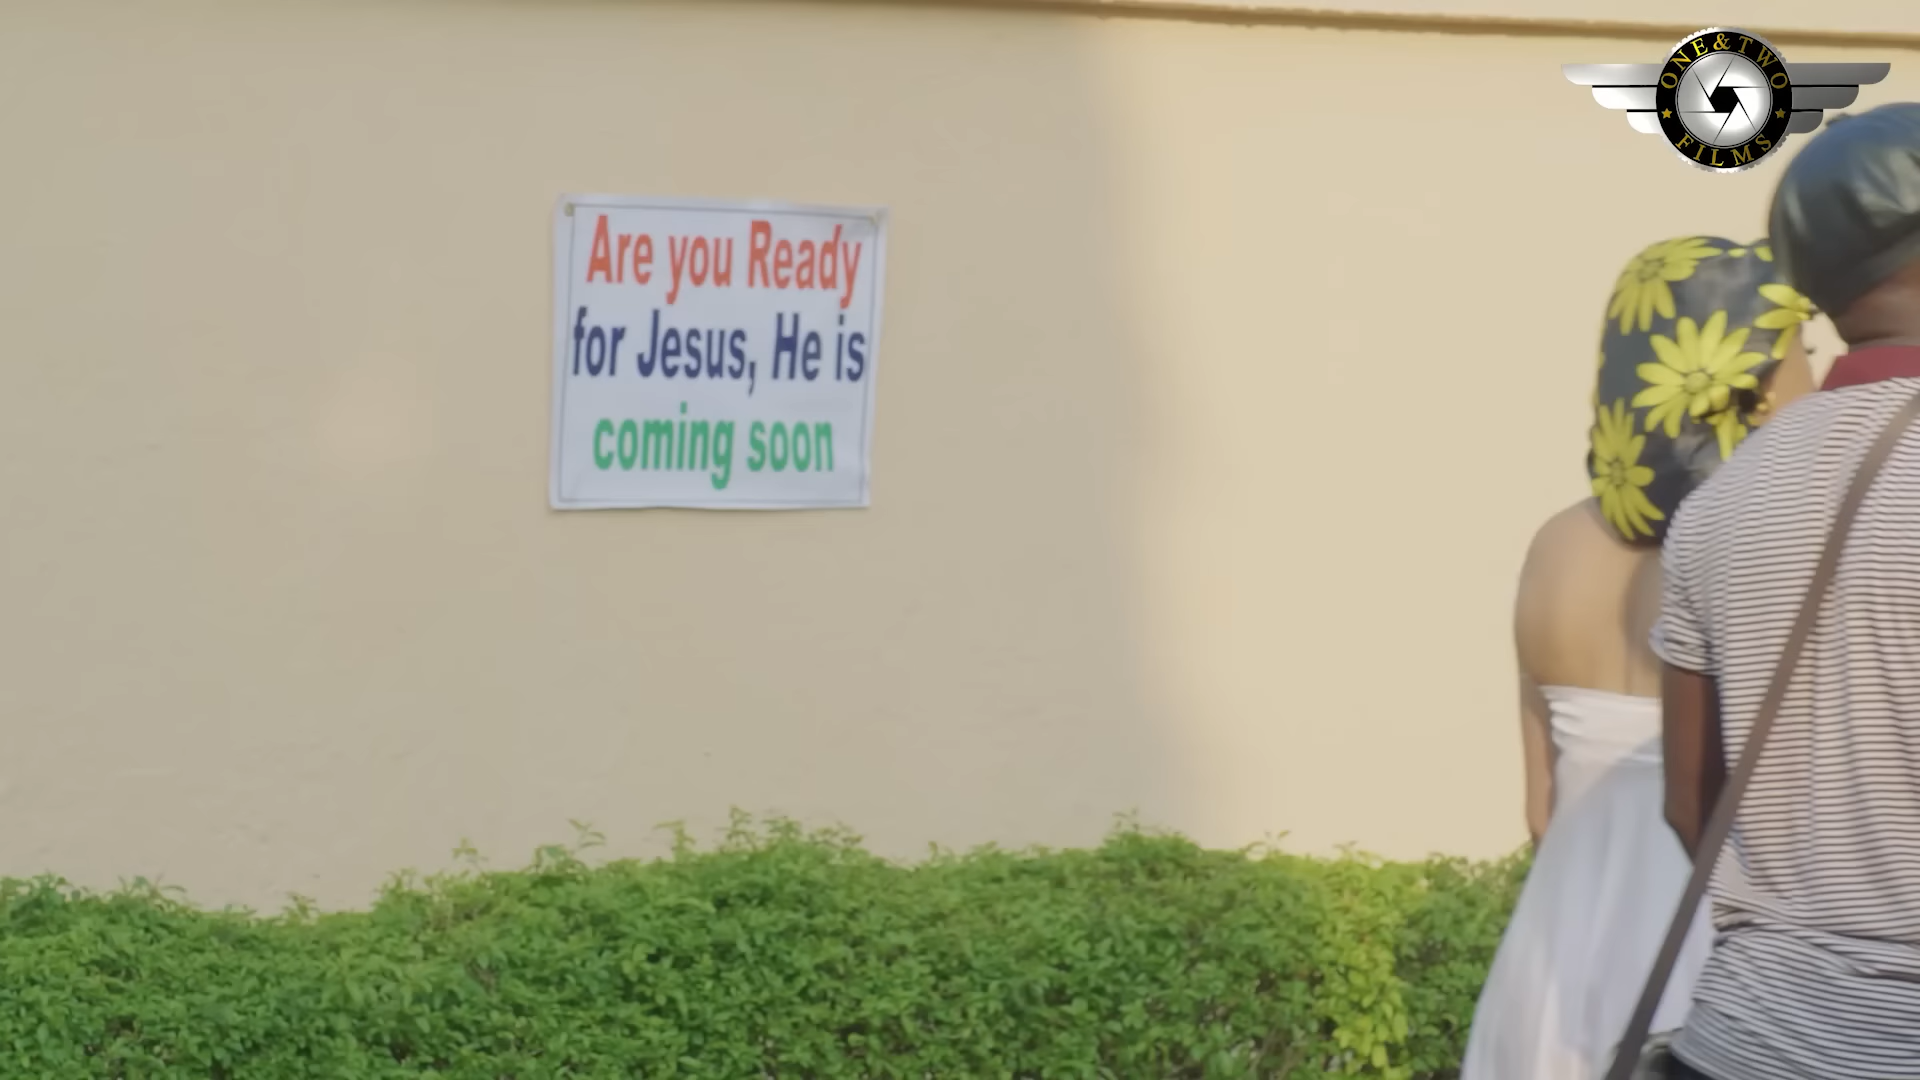 ONE & TWO
FILMS
Are you Ready
for Jesus, He is
coming soon